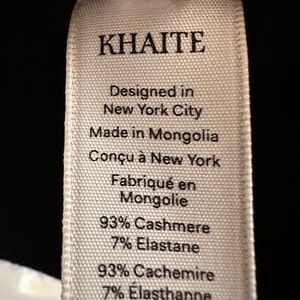 KHAITE
Designed in
New York City
Made in Mongolia
Conçu à New York
Fabriqué en
Mongolie
93% Cashmere
7% Elastane
93% Cachemire
7% Élasthanne